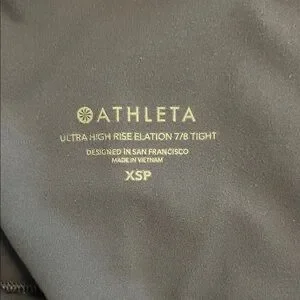 ATHLETA
ULTRA HIGH RISE ELATION 7/8 TIGHT
DESIGNED IN SAN FRANCISCO
MADE IN VIETNAM
XSP